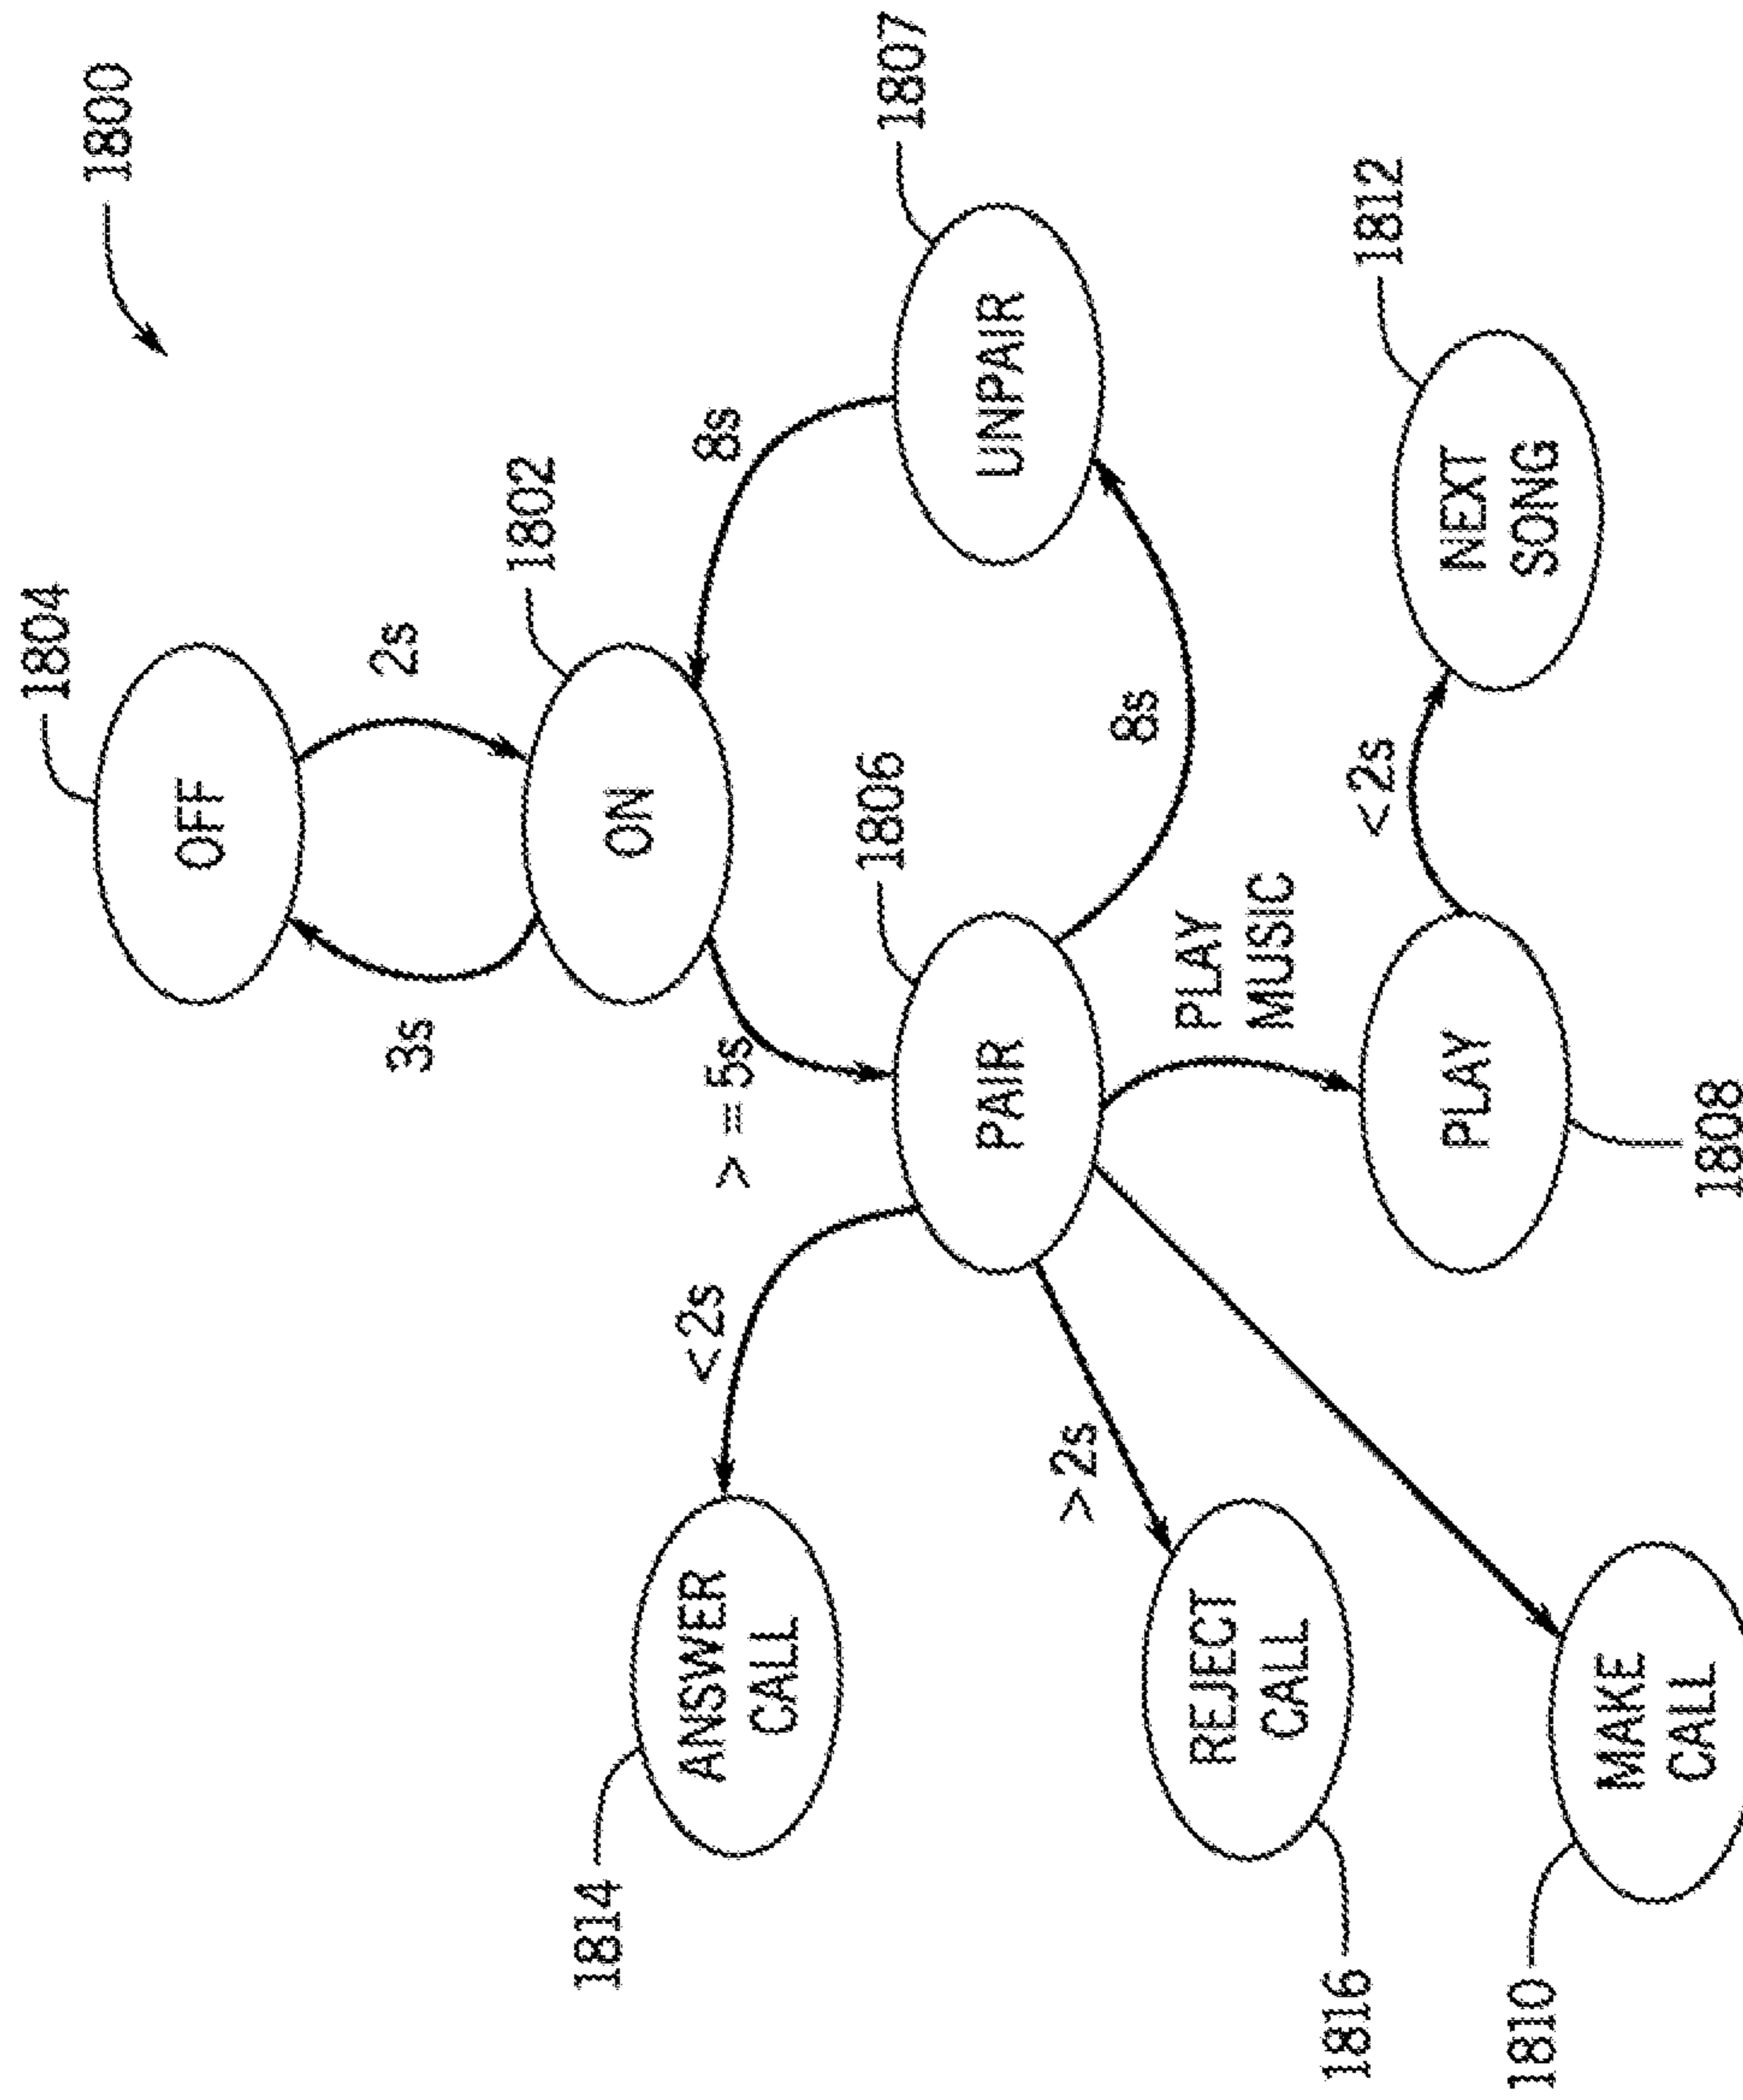 1800
1804
OFF
3s
2s
1802
ON
>=5s
8s
1807
UNPAIR
1806
PAIR
8s
<2s
1814
ANSWER
CALL
>2s
1816
REJECT
CALL
1810
MAKE
CALL
PLAY
MUSIC
PLAY
1808
<2s
1812
NEXT
SONG